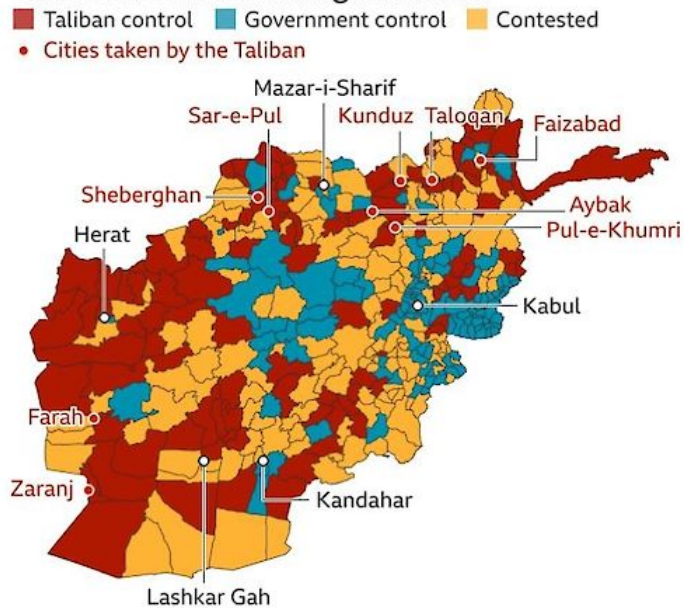 Taliban control Government control Contested
Cities taken by the Taliban
Mazar-i-Sharif
Sar-e-Pul Kunduz Taloqan Faizabad
Sheberghan
Aybak
Herat
Pul-e-Khumri
Kabul
Farah
Zaranj
Kandahar
Lashkar Gah